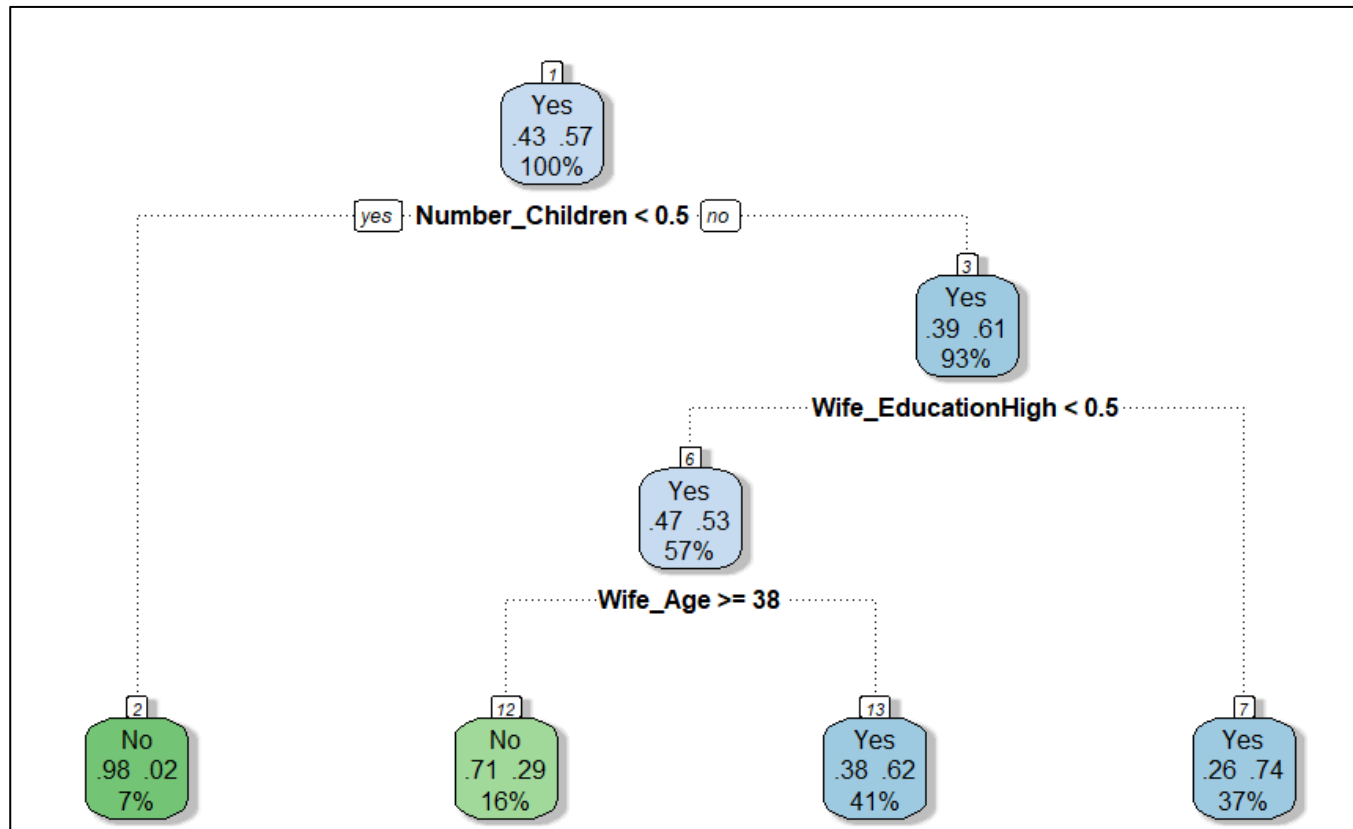 1
Yes
.43 .57
100%
yes Number_Children < 0.5 no
3
Yes
.39 .61
93%
Wife_EducationHigh < 0.5
6
Yes
.47 .53
57%
Wife_Age >= 38
2
No
.98 .02
7%
12
No
.71 .29
16%
13
Yes
.38 .62
41%
7
Yes
.26 .74
37%